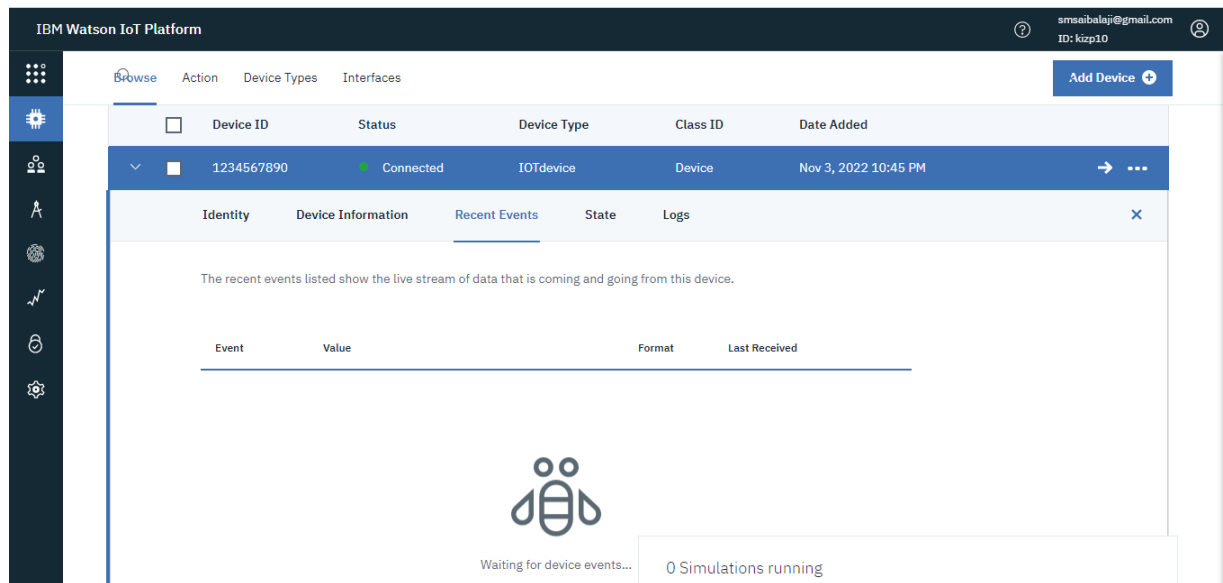 IBM Watson IoT Platform
smsaibalaji@gmail.com
ID: kizp10
Browse Action Device Types Interfaces Add Device
Device ID Status Device Type Class ID Date Added
1234567890 Connected IOTdevice Device Nov 3, 2022 10:45 PM
Identity Device Information Recent Events State Logs
The recent events listed show the live stream of data that is coming and going from this device.
Event Value Format Last Received
Waiting for device events...
0 Simulations running